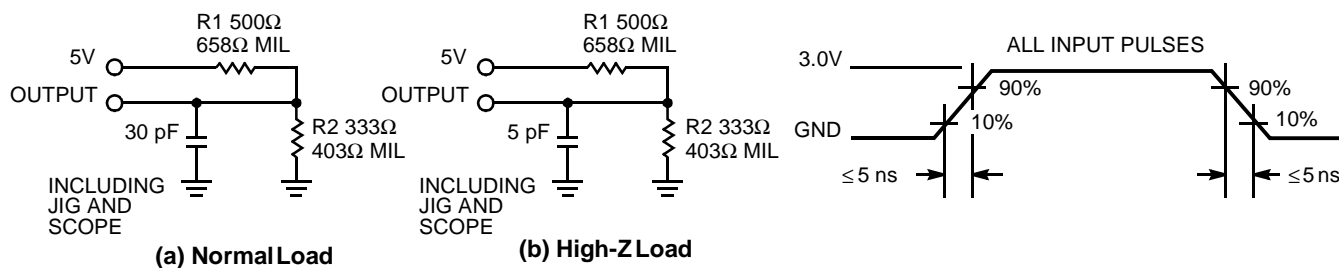 R1 500Ω
658Ω MIL
5V
OUTPUT
30 pF
R2 333Ω
403Ω MIL
INCLUDING
JIG AND
SCOPE
(a) Normal Load
R1 500Ω
658Ω MIL
5V
OUTPUT
5 pF
R2 333Ω
403Ω MIL
INCLUDING
JIG AND
SCOPE
(b) High-Z Load
ALL INPUT PULSES
3.0V
90%
90%
10%
10%
GND
≤ 5 ns
≤ 5 ns